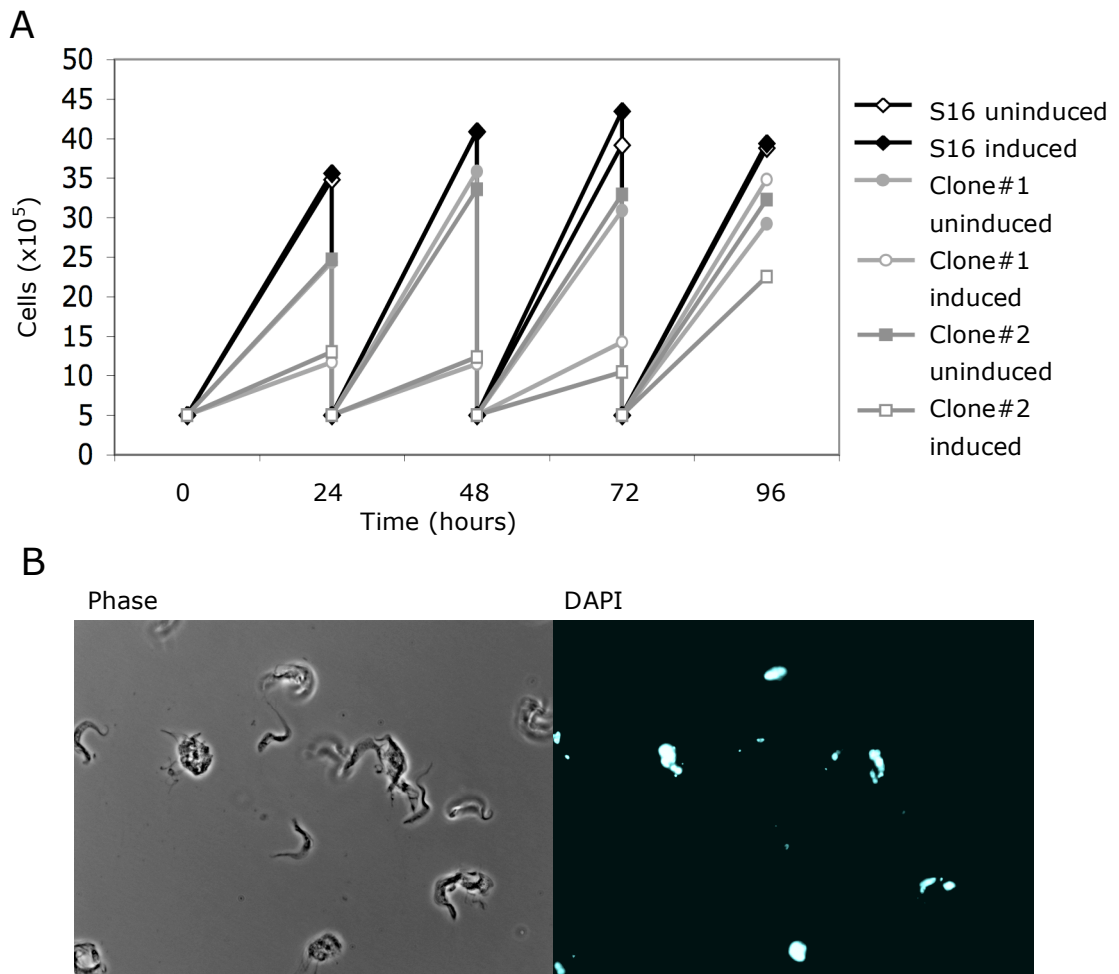 A
50
45
40
35
30
25
20
15
10
5
0
Cells (x10⁵)
0 24 48 72 96
Time (hours)
S16 uninduced
S16 induced
Clone#1
uninduced
Clone#1
induced
Clone#2
uninduced
Clone#2
induced
B
Phase DAPI